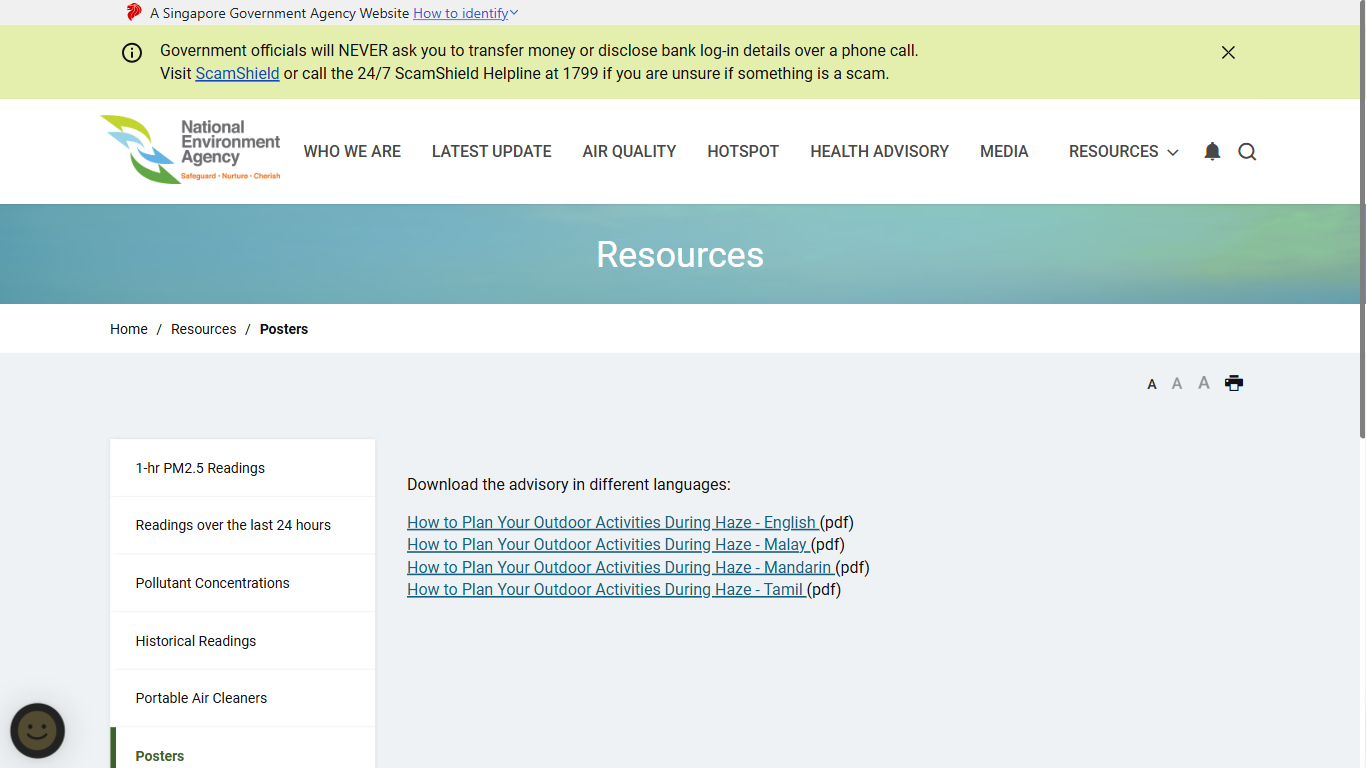 A Singapore Government Agency Website How to identify
Government officials will NEVER ask you to transfer money or disclose bank log-in details over a phone call.
Visit ScamShield or call the 24/7 ScamShield Helpline at 1799 if you are unsure if something is a scam.
National
Environment
Agency
Safeguard • Nurture • Cherish
WHO WE ARE LATEST UPDATE AIR QUALITY HOTSPOT HEALTH ADVISORY MEDIA RESOURCES
Resources
Home / Resources / Posters
A A A
1-hr PM2.5 Readings
Readings over the last 24 hours
Pollutant Concentrations
Historical Readings
Portable Air Cleaners
Posters
Download the advisory in different languages:
How to Plan Your Outdoor Activities During Haze - English (pdf)
How to Plan Your Outdoor Activities During Haze - Malay (pdf)
How to Plan Your Outdoor Activities During Haze - Mandarin (pdf)
How to Plan Your Outdoor Activities During Haze - Tamil (pdf)